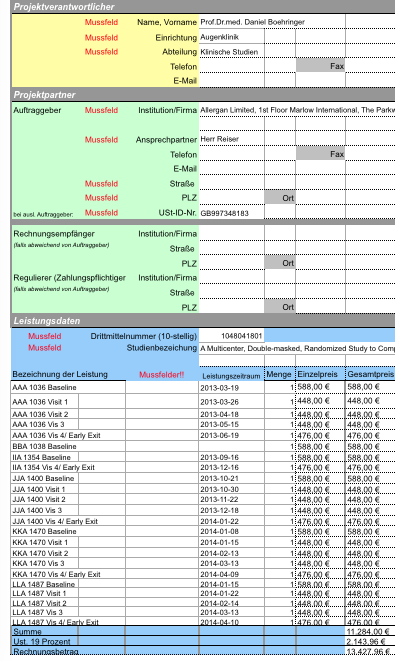 Projektverantwortlicher
Mussfeld Name, Vorname Prof.Dr.med. Daniel Boehringer
Mussfeld Einrichtung Augenklinik
Mussfeld Abteilung Klinische Studien
Telefon Fax
E-Mail
Projektpartner
Auftraggeber Mussfeld Institution/Firma Allergan Limited, 1st Floor Marlow International, The Parkw
Mussfeld Ansprechpartner Herr Reiser
Telefon Fax
E-Mail
Mussfeld Straße
Mussfeld PLZ Ort
bei ausl. Auftraggeber: Mussfeld USt-ID-Nr. GB997348183
Rechnungsempfänger Institution/Firma
(falls abweichend von Auftraggeber) Straße
PLZ Ort
Regulierer (Zahlungspflichtiger Institution/Firma
(falls abweichend von Auftraggeber) Straße
PLZ Ort
Leistungsdaten
Mussfeld Drittmittelnummer (10-stellig) 1048041801
Mussfeld Studienbezeichung A Multicenter, Double-masked, Randomized Study to Comp
Bezeichnung der Leistung Mussfelder!! Leistungszeitraum Menge Einzelpreis Gesamtpreis
AAA 1036 Baseline 2013-03-19 1 588,00 € 588,00 €
AAA 1036 Visit 1 2013-03-26 1 448,00 € 448,00 €
AAA 1036 Visit 2 2013-04-18 1 448,00 € 448,00 €
AAA 1036 Vis 3 2013-05-15 1 448,00 € 448,00 €
AAA 1036 Vis 4/ Early Exit 2013-06-19 1 476,00 € 476,00 €
BBA 1038 Baseline 1 588,00 € 588,00 €
IIA 1354 Baseline 2013-09-16 1 588,00 € 588,00 €
IIA 1354 Vis 4/ Early Exit 2013-12-16 1 476,00 € 476,00 €
JJA 1400 Baseline 2013-10-21 1 588,00 € 588,00 €
JJA 1400 Visit 1 2013-10-30 1 448,00 € 448,00 €
JJA 1400 Visit 2 2013-11-22 1 448,00 € 448,00 €
JJA 1400 Vis 3 2013-12-18 1 448,00 € 448,00 €
JJA 1400 Vis 4/ Early Exit 2014-01-22 1 476,00 € 476,00 €
KKA 1470 Baseline 2014-01-08 1 588,00 € 588,00 €
KKA 1470 Visit 1 2014-01-15 1 448,00 € 448,00 €
KKA 1470 Visit 2 2014-02-13 1 448,00 € 448,00 €
KKA 1470 Vis 3 2014-03-13 1 448,00 € 448,00 €
KKA 1470 Vis 4/ Early Exit 2014-04-09 1 476,00 € 476,00 €
LLA 1487 Baseline 2014-01-15 1 588,00 € 588,00 €
LLA 1487 Visit 1 2014-01-22 1 448,00 € 448,00 €
LLA 1487 Visit 2 2014-02-14 1 448,00 € 448,00 €
LLA 1487 Vis 3 2014-03-13 1 448,00 € 448,00 €
LLA 1487 Vis 4/ Early Exit 2014-04-10 1 476,00 € 476,00 €
Summe 11.284,00 €
Ust. 19 Prozent 2.143,96 €
Rechnungsbetrag 13.427,96 €